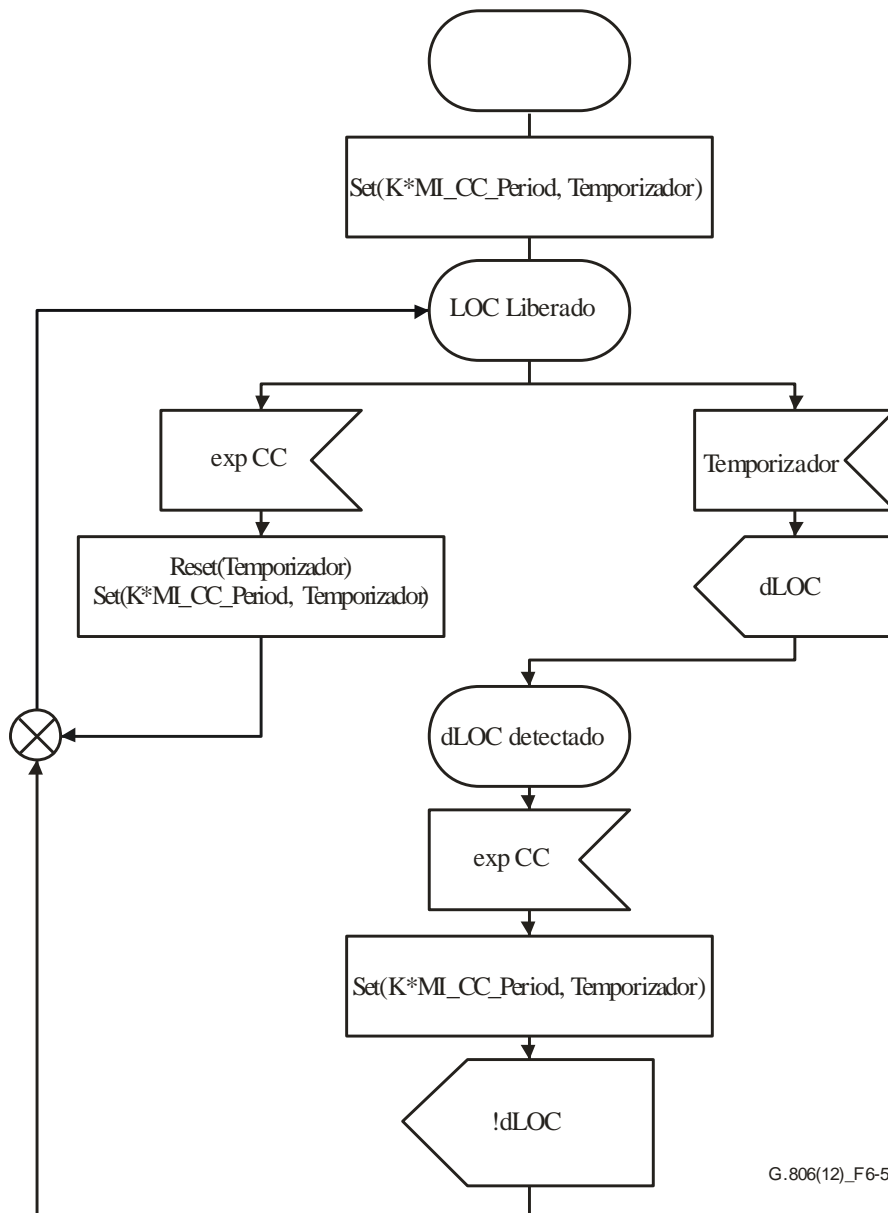 Set(K*MI_CC_Period, Temporizador)
LOC Liberado
exp CC
Temporizador
Reset(Temporizador)
Set(K*MI_CC_Period, Temporizador)
dLOC
dLOC detectado
exp CC
Set(K*MI_CC_Period, Temporizador)
!dLOC
G.806(12)_F6-5